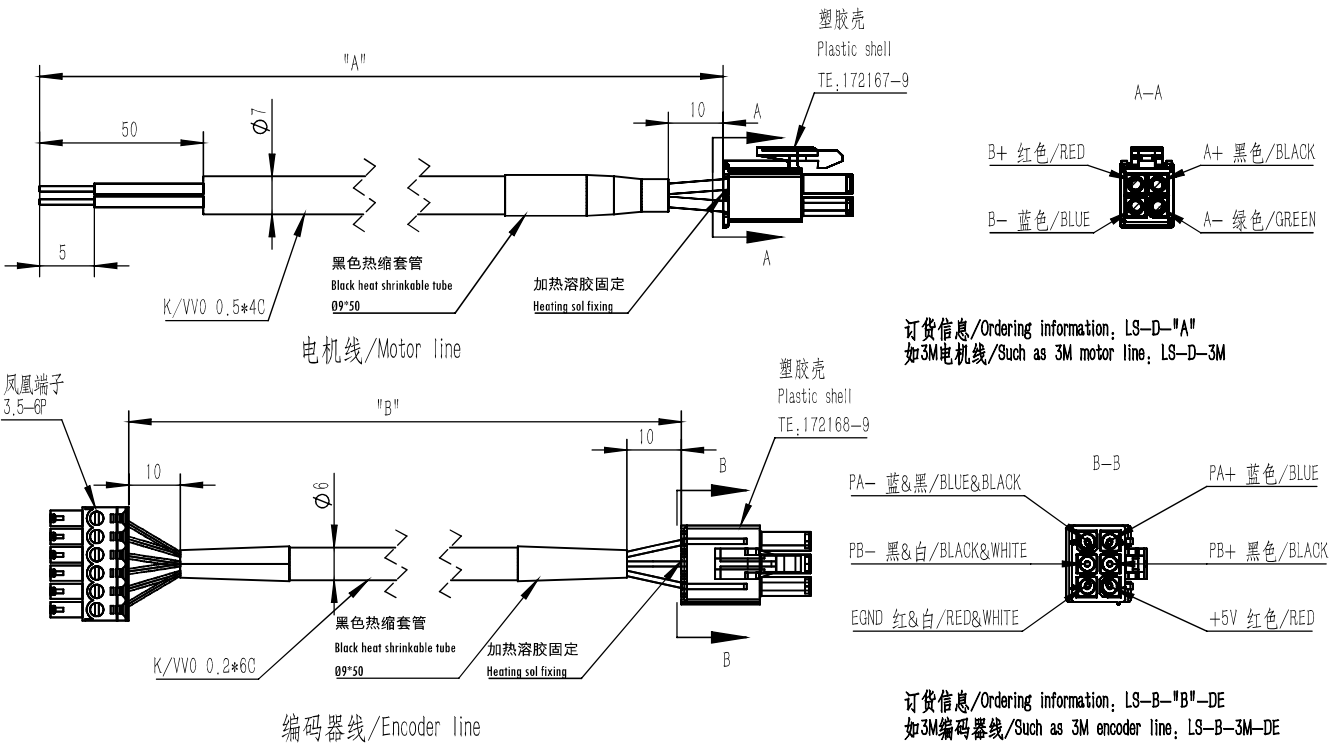 塑胶壳
Plastic shell
TE:172167-9
"A"
50
Φ7
10
A
5
A
K/VV0 0.5*4C
黑色热缩套管
Black heat shrinkable tube
Ø9*50
加热溶胶固定
Heating sol fixing
电机线/Motor line
A-A
B+ 红色/RED
A+ 黑色/BLACK
B- 蓝色/BLUE
A- 绿色/GREEN
订货信息/Ordering information: LS-D-"A"
如3M电机线/Such as 3M motor line: LS-D-3M
凤凰端子
3.5-6P
"B"
塑胶壳
Plastic shell
TE:172168-9
10
Φ6
10
B
B
K/VV0 0.2*6C
黑色热缩套管
Black heat shrinkable tube
Ø9*50
加热溶胶固定
Heating sol fixing
编码器线/Encoder line
B-B
PA- 蓝&黑/BLUE&BLACK
PA+ 蓝色/BLUE
PB- 黑&白/BLACK&WHITE
PB+ 黑色/BLACK
EGND 红&白/RED&WHITE
+5V 红色/RED
订货信息/Ordering information: LS-B-"B"-DE
如3M编码器线/Such as 3M encoder line: LS-B-3M-DE